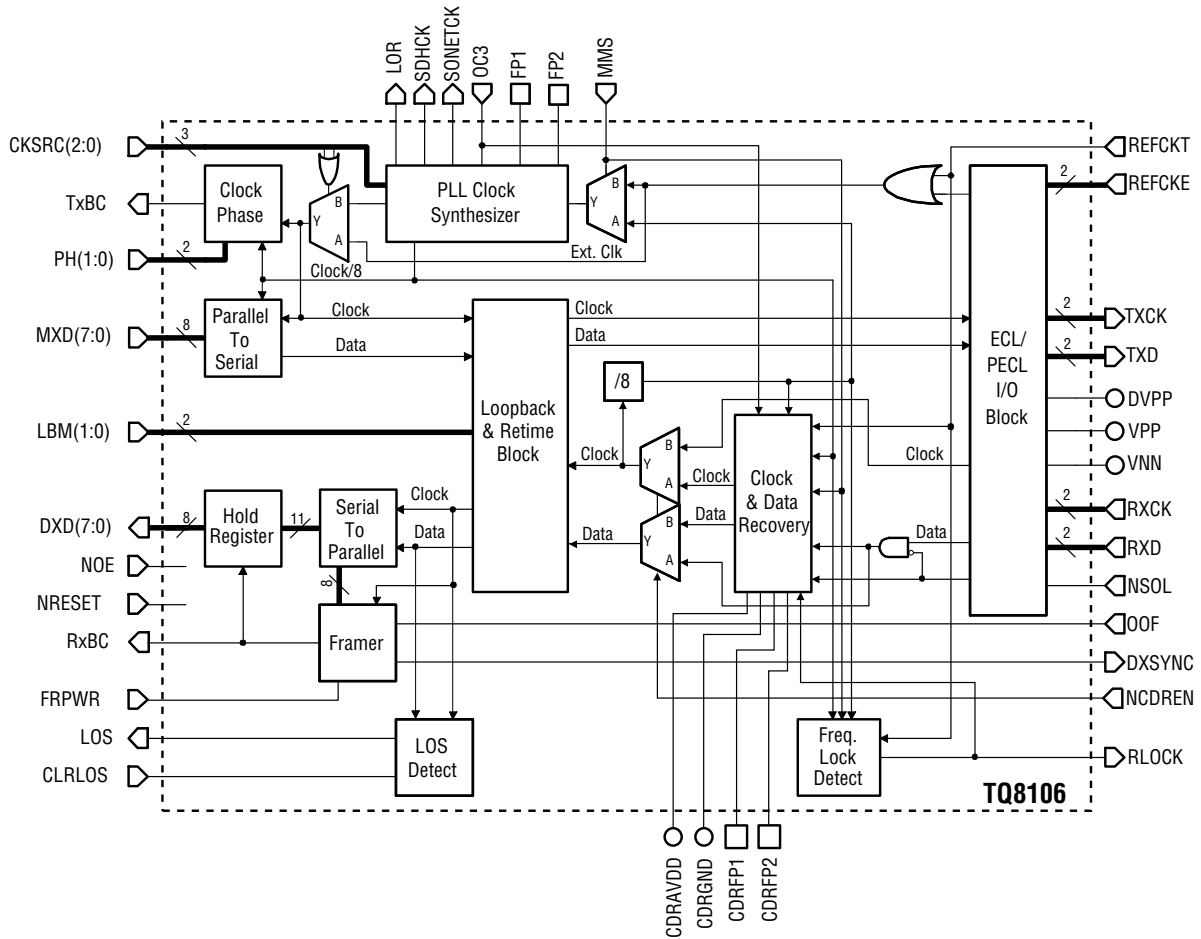 LOR
SDHCK
SONETCK
OC3
FP1
FP2
MMS
CKSRC(2:0)
3
REFCKT
Clock
Phase
PLL Clock
Synthesizer
B
Y
A
B
Y
A
2
REFCKE
TxBC
PH(1:0)
2
Ext. Clk
Clock/8
MXD(7:0)
8
Parallel
To
Serial
Clock
Data
Clock
Data
2
TXCK
2
TXD
ECL/
PECL
I/O
Block
/8
DVPP
VPP
VNN
LBM(1:0)
2
Loopback
& Retime
Block
Clock
B
Y
A
Clock
Clock
& Data
Recovery
Clock
Data
B
Y
A
Data
Data
2
RXCK
2
RXD
NSOL
DXD(7:0)
8
Hold
Register
11
Serial
To
Parallel
Clock
Data
8
NOE
NRESET
RxBC
Framer
OOF
DXSYNC
NCDREN
FRPWR
LOS
CLRLOS
LOS
Detect
Freq.
Lock
Detect
RLOCK
TQ8106
CDRAVDD
CDRGND
CDRFP1
CDRFP2